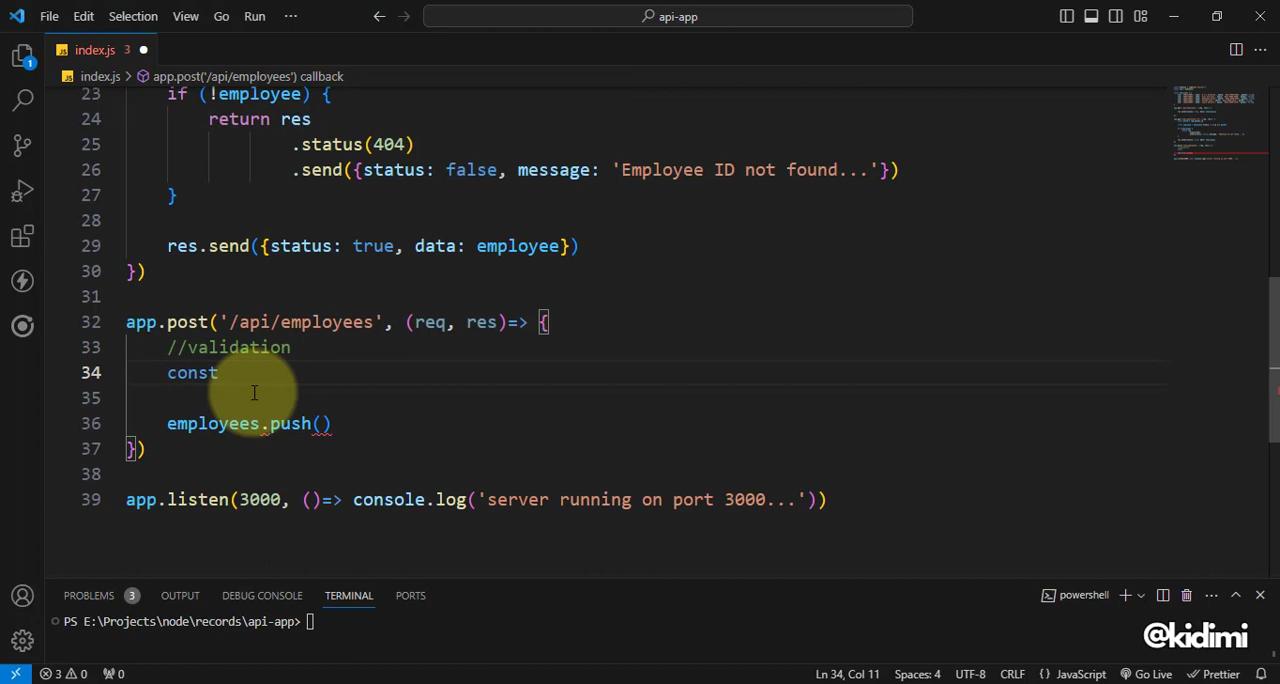 File Edit Selection View Go Run ··· ← → api-app
JS index.js 3 ● ···
JS index.js > app.post('/api/employees') callback
1
23 if (!employee) {
24 return res
25 .status(404)
26 .send({status: false, message: 'Employee ID not found...'})
27 }
28
29 res.send({status: true, data: employee})
30 })
31
32 app.post('/api/employees', (req, res)=> {
33 //validation
34 const
35
36 employees.push()
37 })
38
39 app.listen(3000, ()=> console.log('server running on port 3000...'))
PROBLEMS 3 OUTPUT DEBUG CONSOLE TERMINAL PORTS powershell + ···
PS E:\Projects\node\records\api-app>
@kidimi
3 0 0 Ln 34, Col 11 Spaces: 4 UTF-8 CRLF { } JavaScript Go Live Prettier